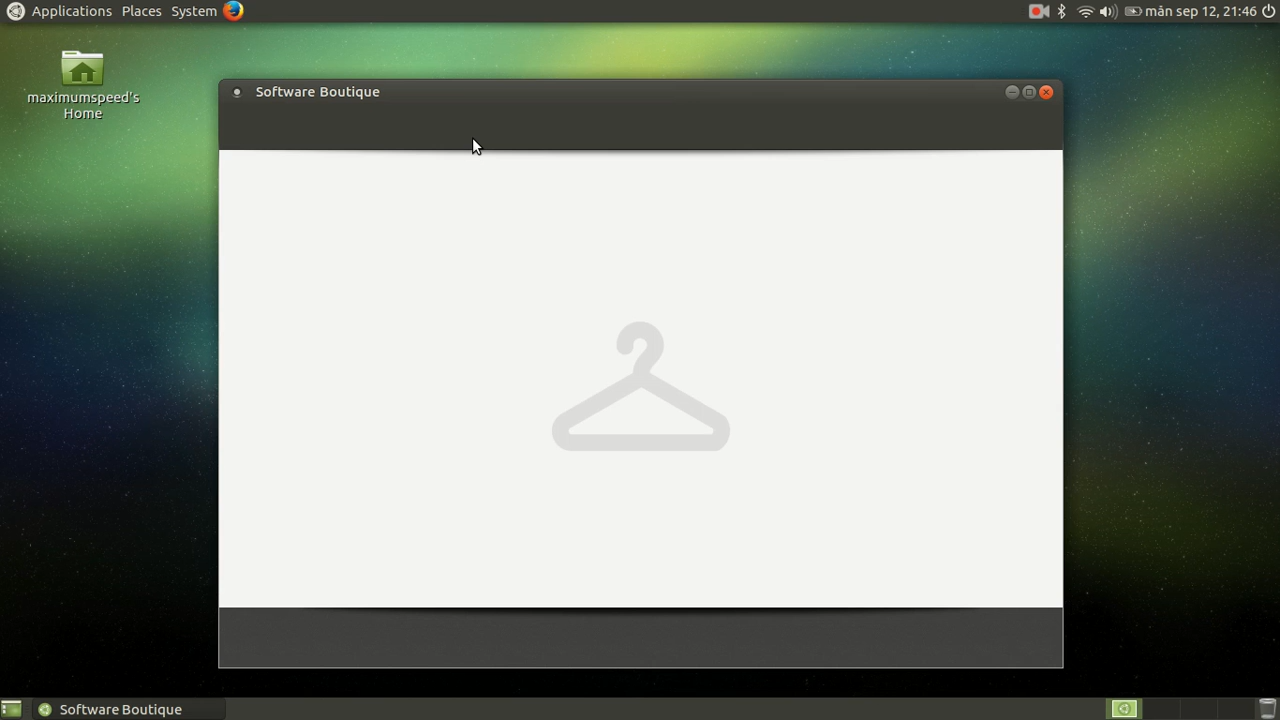 Applications Places System
mån sep 12, 21:46
maximumspeed's
Home
Software Boutique
Software Boutique